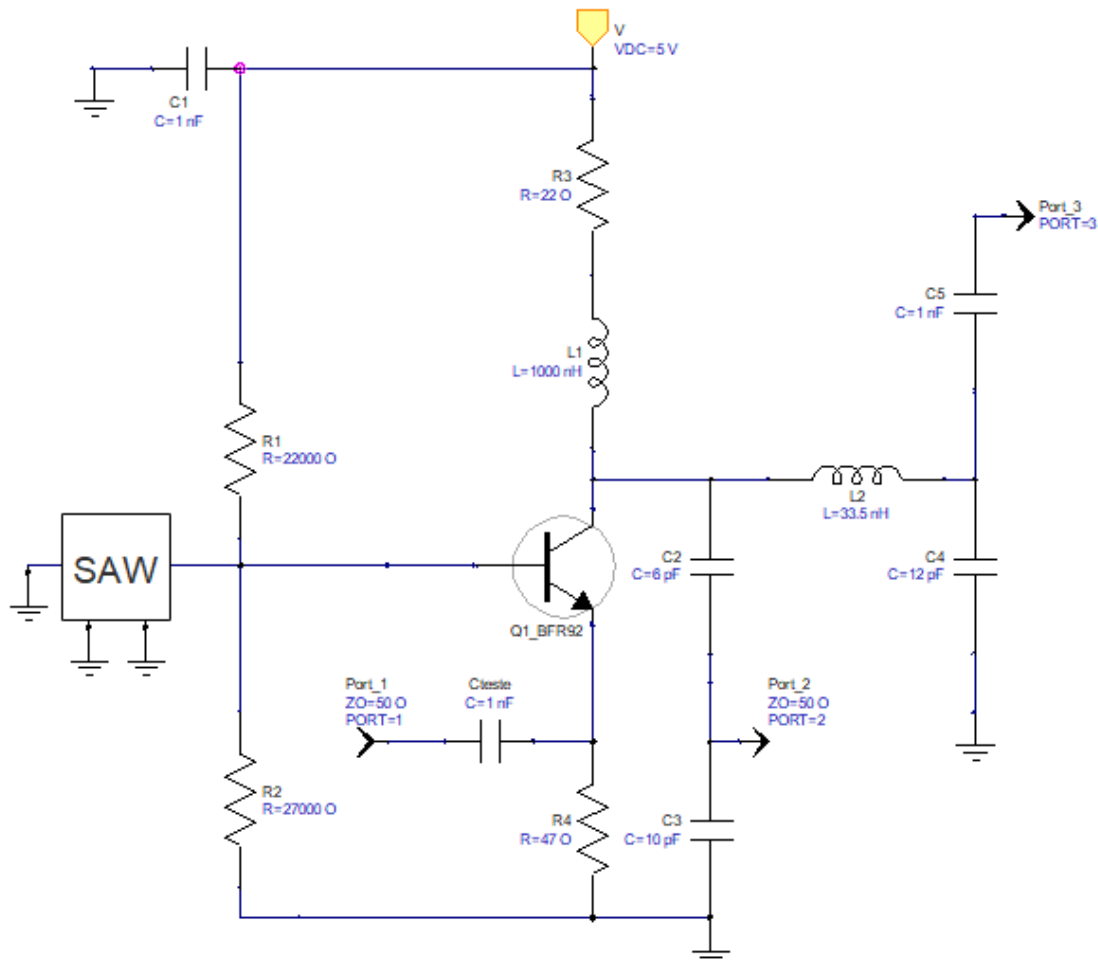 V
VDC=5 V
C1
C=1 nF
R3
R=22 O
Port_3
PORT=3
C5
C=1 nF
L1
L=1000 nH
R1
R=22000 O
L2
L=33.5 nH
SAW
C2
C=6 pF
C4
C=12 pF
Q1_BFR92
Port_1
ZO=50 O
PORT=1
Cteste
C=1 nF
Port_2
ZO=50 O
PORT=2
R2
R=27000 O
R4
R=47 O
C3
C=10 pF